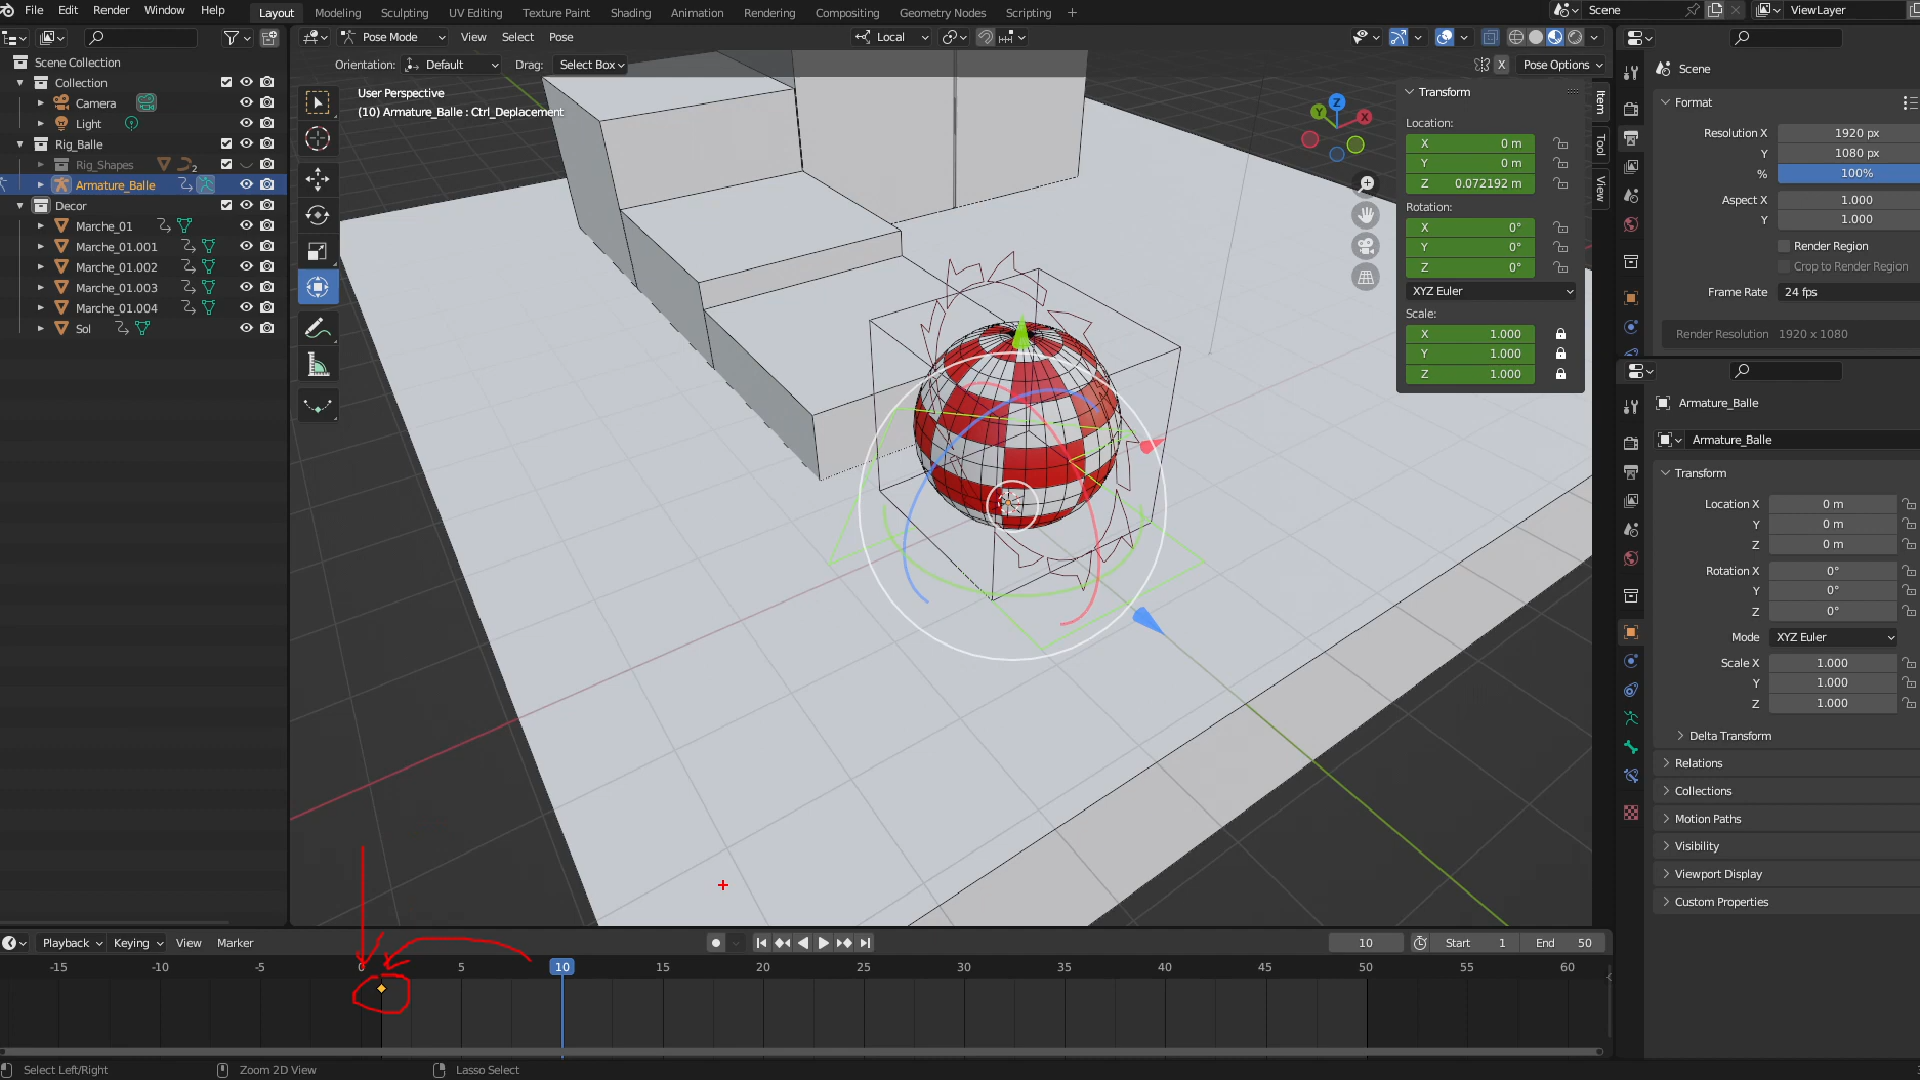 File Edit Render Window Help
Layout Modeling Sculpting UV Editing Texture Paint Shading Animation Rendering Compositing Geometry Nodes Scripting +
Scene ViewLayer
Pose Mode View Select Pose Local
Orientation: Default Drag: Select Box X Pose Options
Scene Collection
Collection
Camera
Light
Rig_Balle
Rig_Shapes 2
Armature_Balle
Decor
Marche_01
Marche_01.001
Marche_01.002
Marche_01.003
Marche_01.004
Sol
User Perspective
(10) Armature_Balle : Ctrl_Deplacement
Z
Y
X
Transform
Location:
X 0 m
Y 0 m
Z 0.072192 m
Rotation:
X 0°
Y 0°
Z 0°
XYZ Euler
Scale:
X 1.000
Y 1.000
Z 1.000
Item
Tool
View
Scene
Format
Resolution X 1920 px
Y 1080 px
% 100%
Aspect X 1.000
Y 1.000
Render Region
Crop to Render Region
Frame Rate 24 fps
Render Resolution 1920 x 1080
Armature_Balle
Armature_Balle
Transform
Location X 0 m
Y 0 m
Z 0 m
Rotation X 0°
Y 0°
Z 0°
Mode XYZ Euler
Scale X 1.000
Y 1.000
Z 1.000
Delta Transform
Relations
Collections
Motion Paths
Visibility
Viewport Display
Custom Properties
Playback Keying View Marker
10 Start 1 End 50
-15 -10 -5 0 5 10 15 20 25 30 35 40 45 50 55 60
Select Left/Right Zoom 2D View Lasso Select